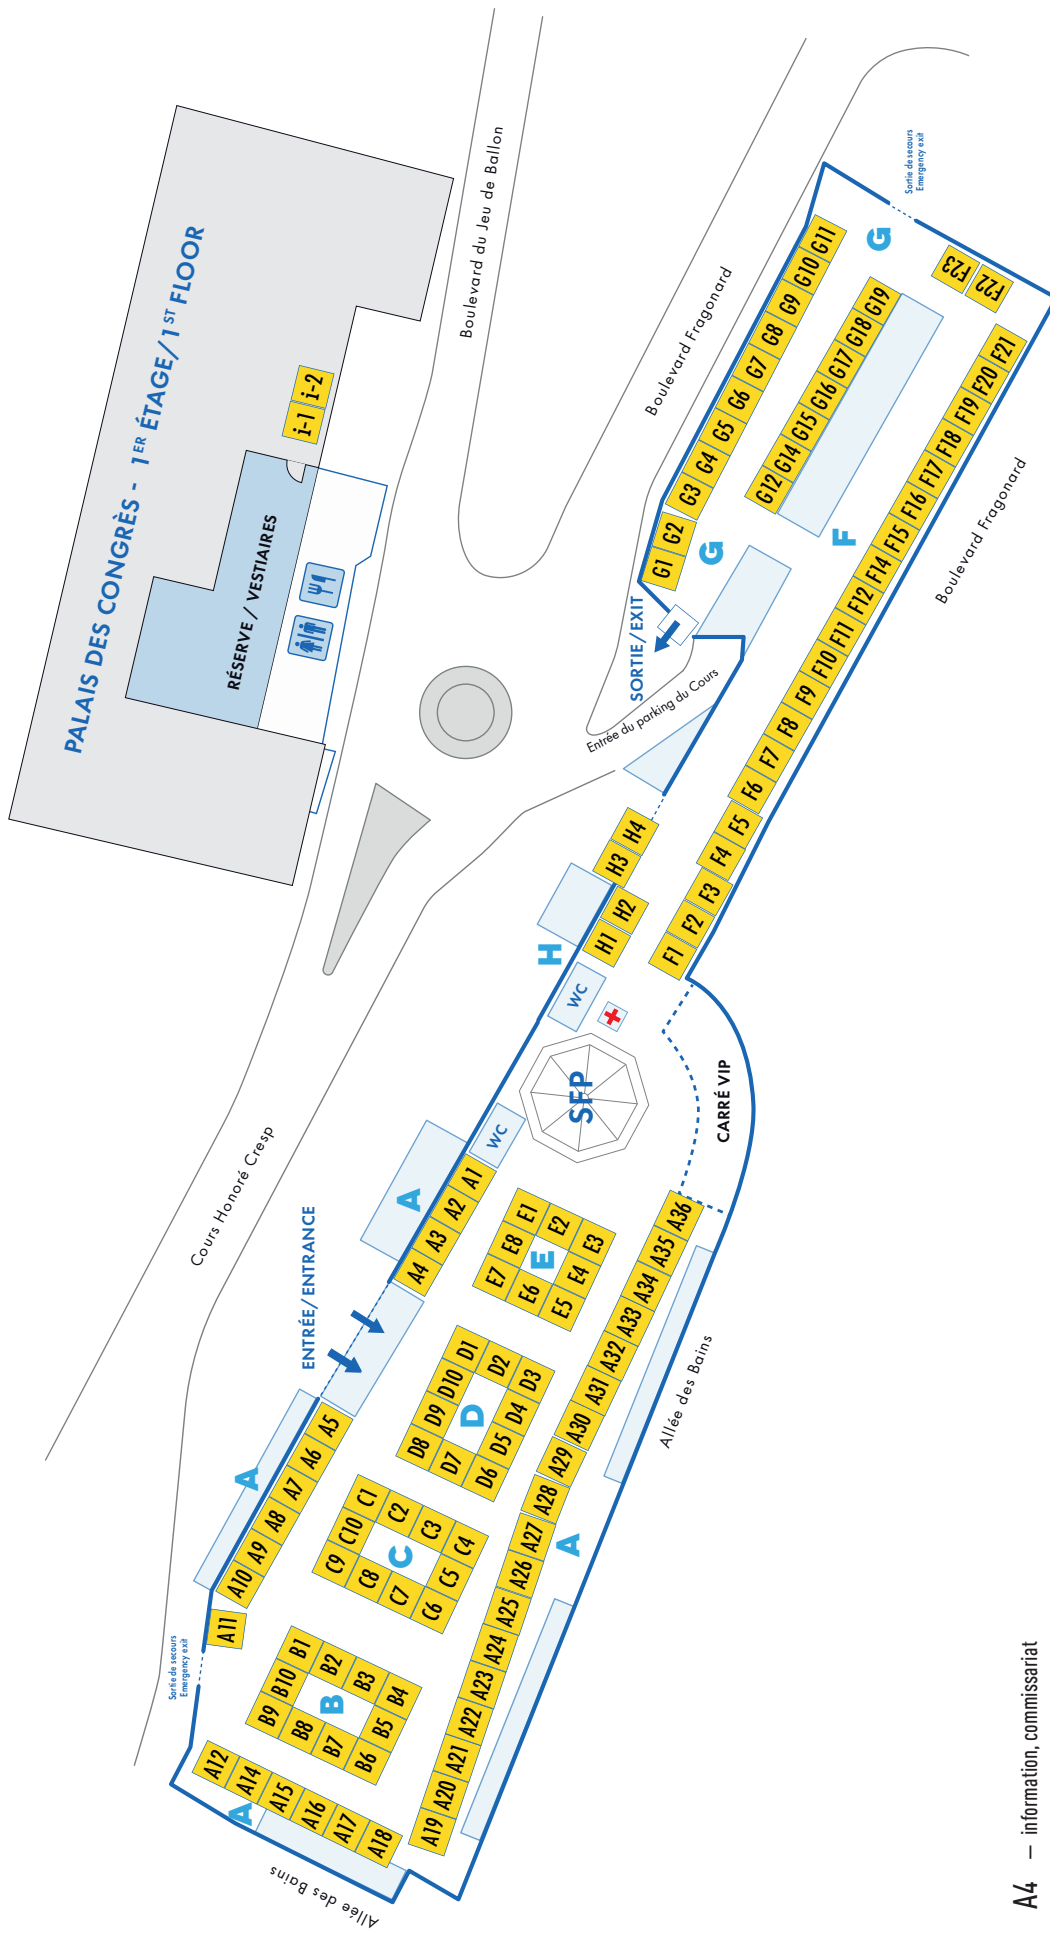 PALAIS DES CONGRÈS - 1ER ÉTAGE/1ST FLOOR
RÉSERVE / VESTIAIRES
i-1
i-2
Boulevard du Jeu de Ballon
Boulevard Fragonard
Sortie de secours
Emergency exit
Cours Honoré Cresp
ENTRÉE/ENTRANCE
SORTIE/EXIT
Entrée du parking du Cours
G
G1
G2
G3
G4
G5
G6
G7
G8
G9
G10
G11
G
G12
G14
G15
G16
G17
G18
G19
F
F23
F22
F1
F2
F3
F4
F5
F6
F7
F8
F9
F10
F11
F12
F14
F15
F16
F17
F18
F19
F20
F21
Boulevard Fragonard
H
H1
H2
H3
H4
WC
WC
SFP
CARRÉ VIP
A
A1
A2
A3
A4
A
A5
A6
A7
A8
A9
A10
A11
Sortie de secours
Emergency exit
A
A12
A14
A15
A16
A17
A18
Allée des Bains
A
A19
A20
A21
A22
A23
A24
A25
A26
A27
A28
A29
A30
A31
A32
A33
A34
A35
A36
Allée des Bains
B
B1
B2
B3
B4
B5
B6
B7
B8
B9
B10
C
C1
C2
C3
C4
C5
C6
C7
C8
C9
C10
D
D1
D2
D3
D4
D5
D6
D7
D8
D9
D10
E
E1
E2
E3
E4
E5
E6
E7
E8
A4 – information, commissariat